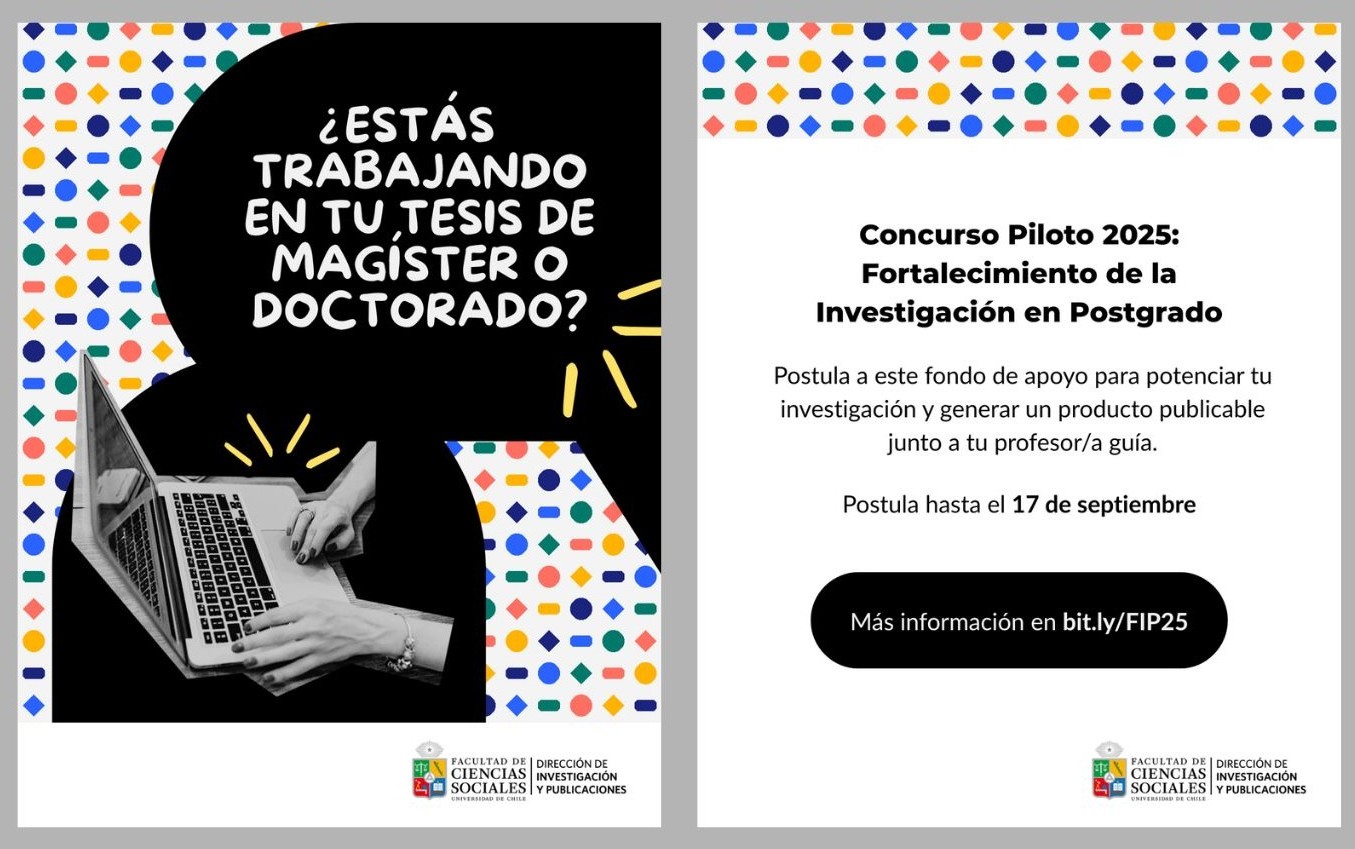 ¿ESTÁS
TRABAJANDO
EN TU TESIS DE
MAGÍSTER O
DOCTORADO?
FACULTAD DE
CIENCIAS
SOCIALES
UNIVERSIDAD DE CHILE
DIRECCIÓN DE
INVESTIGACIÓN
Y PUBLICACIONES
Concurso Piloto 2025:
Fortalecimiento de la
Investigación en Postgrado
Postula a este fondo de apoyo para potenciar tu
investigación y generar un producto publicable
junto a tu profesor/a guía.
Postula hasta el 17 de septiembre
Más información en bit.ly/FIP25
FACULTAD DE
CIENCIAS
SOCIALES
UNIVERSIDAD DE CHILE
DIRECCIÓN DE
INVESTIGACIÓN
Y PUBLICACIONES